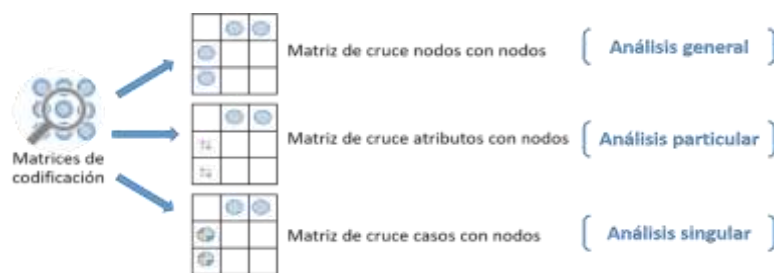 Matriz de cruce nodos con nodos
Análisis general
Matriz de cruce atributos con nodos
Análisis particular
Matrices de
codificación
Matriz de cruce casos con nodos
Análisis singular